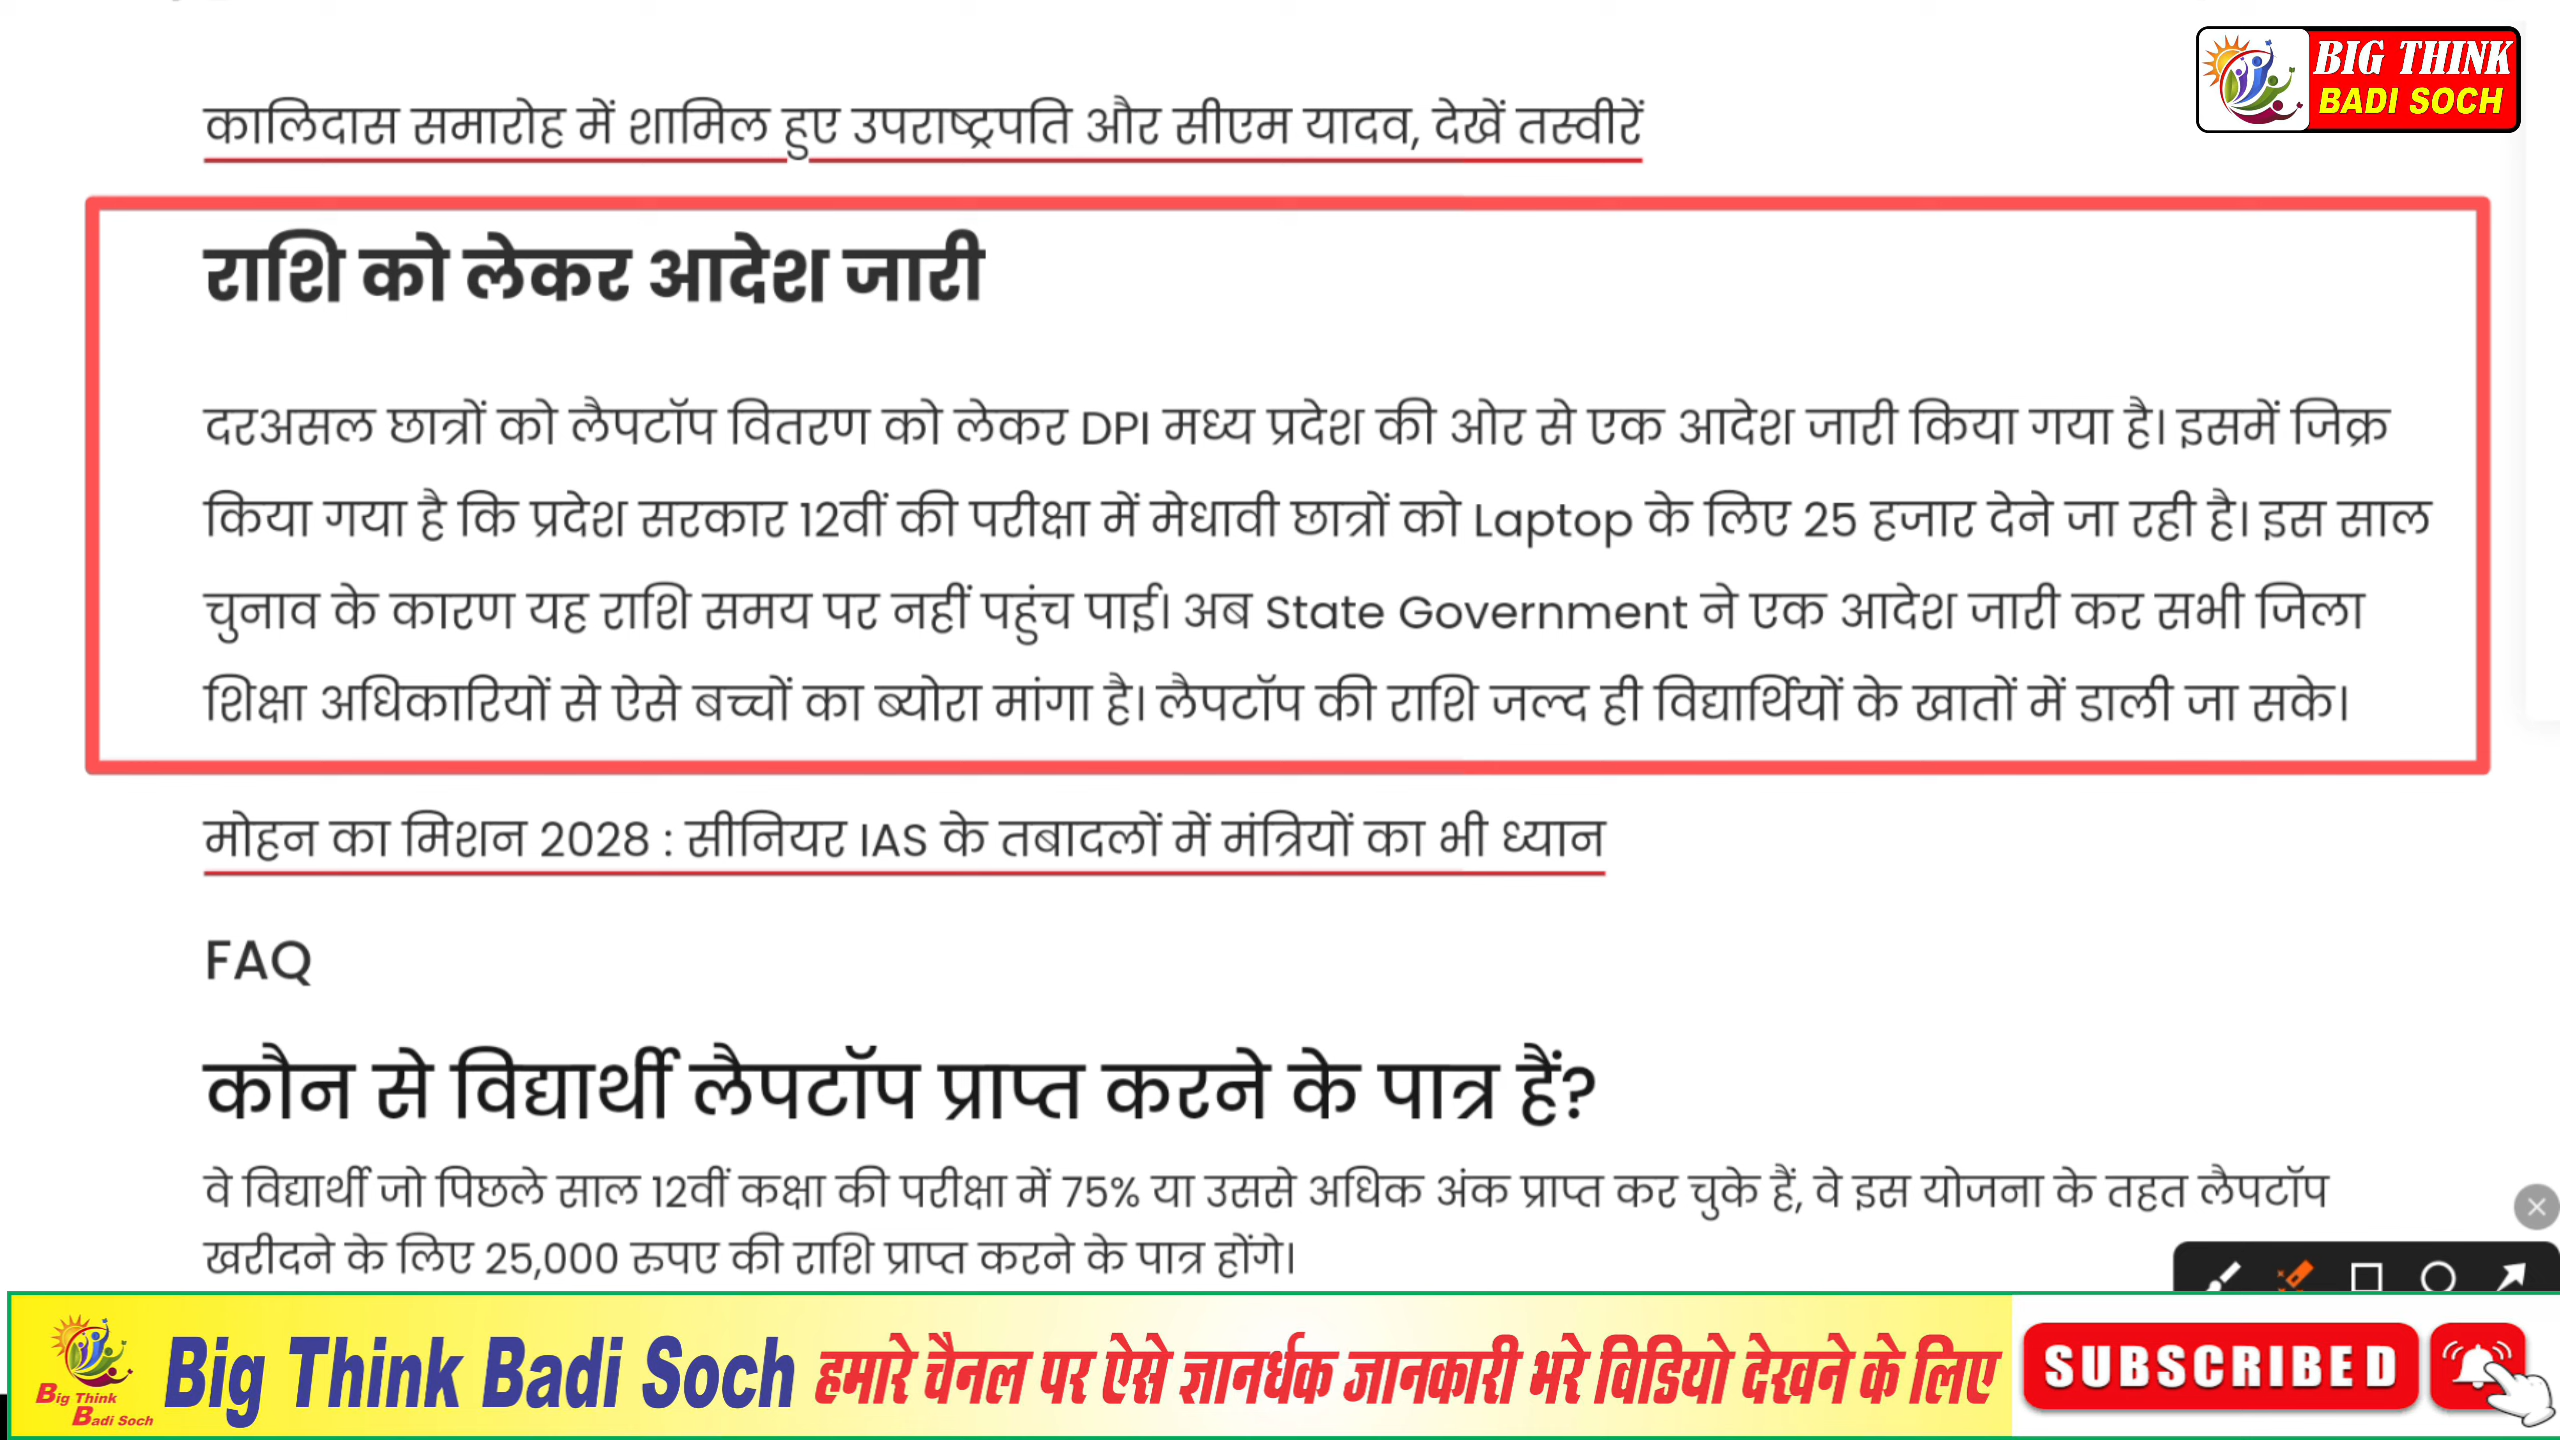 BIG THINK
BADI SOCH
कालिदास समारोह में शामिल हुए उपराष्ट्रपति और सीएम यादव, देखें तस्वीरें
राशि को लेकर आदेश जारी
दरअसल छात्रों को लैपटॉप वितरण को लेकर DPI मध्य प्रदेश की ओर से एक आदेश जारी किया गया है। इसमें जिक्र
किया गया है कि प्रदेश सरकार 12वीं की परीक्षा में मेधावी छात्रों को Laptop के लिए 25 हजार देने जा रही है। इस साल
चुनाव के कारण यह राशि समय पर नहीं पहुंच पाई। अब State Government ने एक आदेश जारी कर सभी जिला
शिक्षा अधिकारियों से ऐसे बच्चों का ब्योरा मांगा है। लैपटॉप की राशि जल्द ही विद्यार्थियों के खातों में डाली जा सके।
मोहन का मिशन 2028 : सीनियर IAS के तबादलों में मंत्रियों का भी ध्यान
FAQ
कौन से विद्यार्थी लैपटॉप प्राप्त करने के पात्र हैं?
वे विद्यार्थी जो पिछले साल 12वीं कक्षा की परीक्षा में 75% या उससे अधिक अंक प्राप्त कर चुके हैं, वे इस योजना के तहत लैपटॉप
खरीदने के लिए 25,000 रुपए की राशि प्राप्त करने के पात्र होंगे।
Big Think
Badi Soch
Big Think Badi Soch हमारे चैनल पर ऐसे ज्ञानर्धक जानकारी भरे विडियो देखने के लिए
SUBSCRIBED